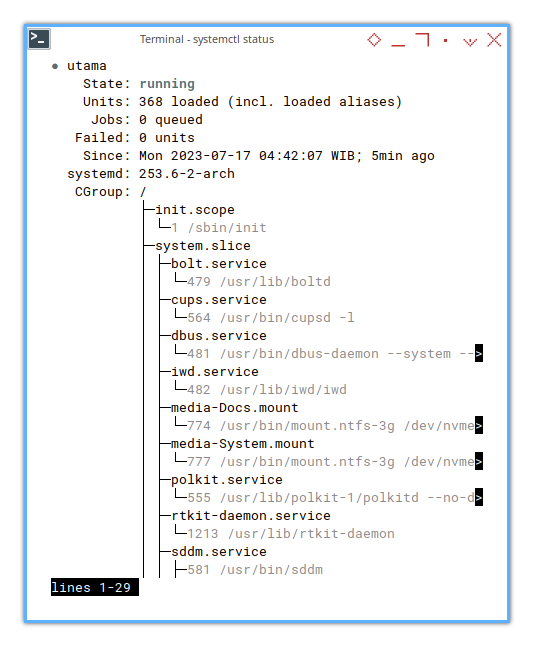 >_ Terminal - systemctl status
● utama
    State: running
    Units: 368 loaded (incl. loaded aliases)
     Jobs: 0 queued
   Failed: 0 units
    Since: Mon 2023-07-17 04:42:07 WIB; 5min ago
  systemd: 253.6-2-arch
   CGroup: /
           ├─init.scope
           │ └─1 /sbin/init
           ├─system.slice
           │ ├─bolt.service
           │ │ └─479 /usr/lib/boltd
           │ ├─cups.service
           │ │ └─564 /usr/bin/cupsd -l
           │ ├─dbus.service
           │ │ └─481 /usr/bin/dbus-daemon --system -->
           │ ├─iwd.service
           │ │ └─482 /usr/lib/iwd/iwd
           │ ├─media-Docs.mount
           │ │ └─774 /usr/bin/mount.ntfs-3g /dev/nvme>
           │ ├─media-System.mount
           │ │ └─777 /usr/bin/mount.ntfs-3g /dev/nvme>
           │ ├─polkit.service
           │ │ └─555 /usr/lib/polkit-1/polkitd --no-d>
           │ ├─rtkit-daemon.service
           │ │ └─1213 /usr/lib/rtkit-daemon
           │ ├─sddm.service
           │ │ ├─581 /usr/bin/sddm
lines 1-29